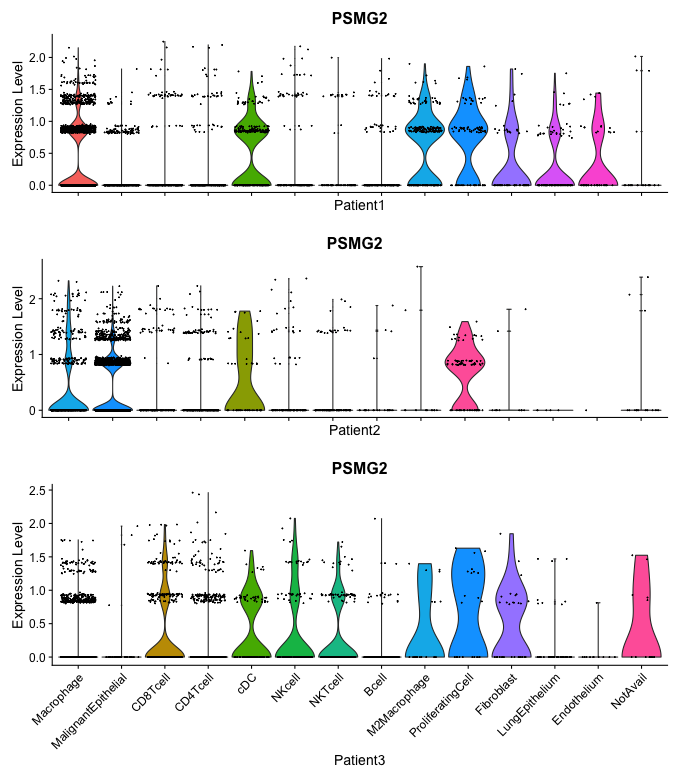 PSMG2
Expression Level
2.0
1.5
1.0
0.5
0.0
Patient1
PSMG2
Expression Level
2
1
0
Patient2
PSMG2
Expression Level
2.5
2.0
1.5
1.0
0.5
0.0
Macrophage
MalignantEpithelial
CD8Tcell
CD4Tcell
cDC
NKcell
NKTcell
Bcell
M2Macrophage
ProliferatingCell
Fibroblast
LungEpithelium
Endothelium
NotAvail
Patient3